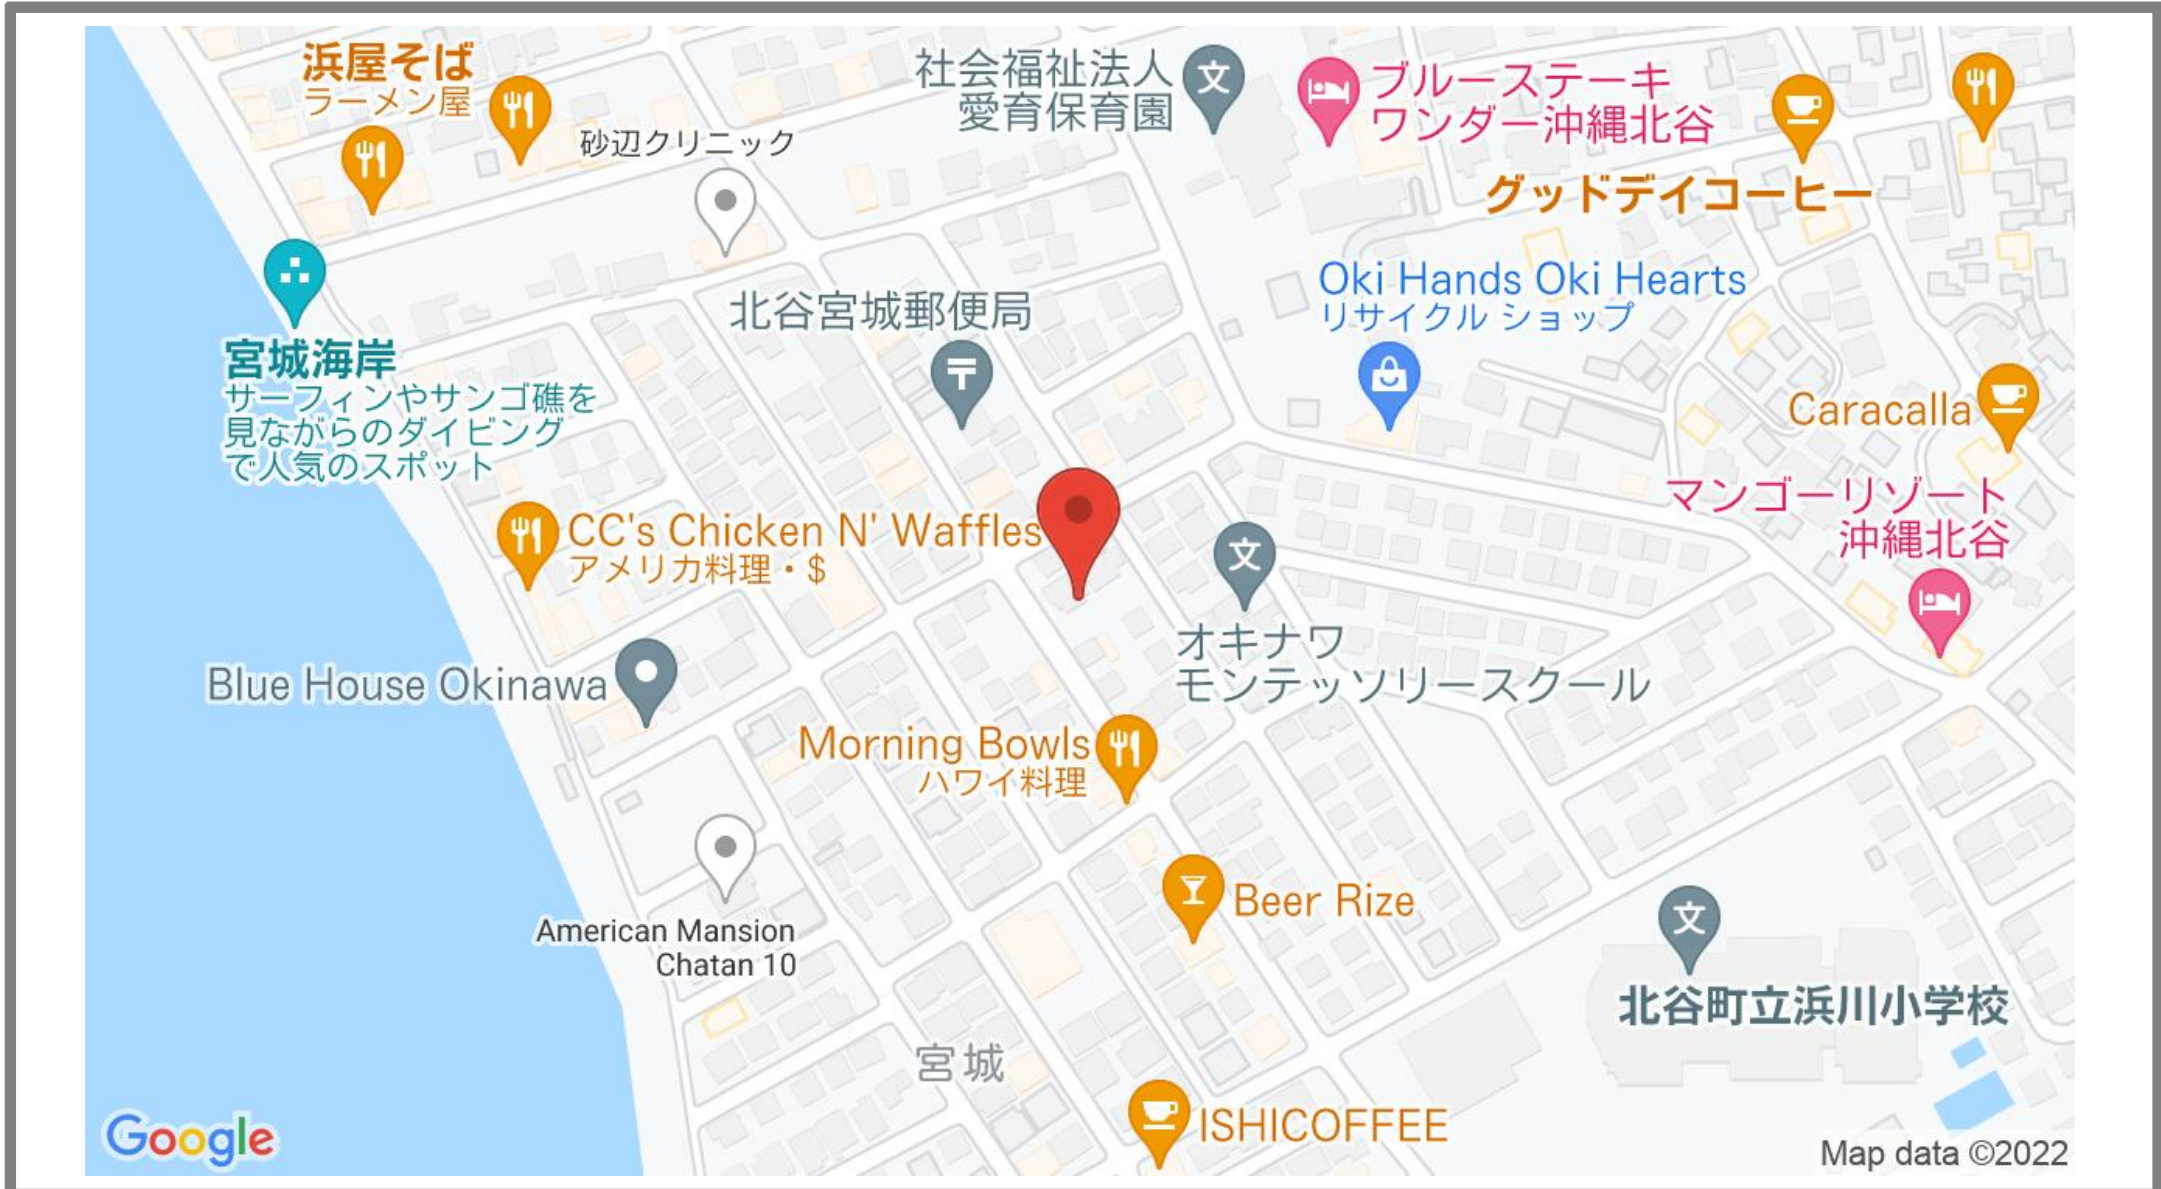 浜屋そば
ラーメン屋
社会福祉法人
愛育保育園
ブルーステーキ
ワンダー沖縄北谷
砂辺クリニック
グッドデイコーヒー
北谷宮城郵便局
Oki Hands Oki Hearts
リサイクル ショップ
宮城海岸
サーフィンやサンゴ礁を
見ながらのダイビング
で人気のスポット
Caracalla
マンゴーリゾート
沖縄北谷
CC's Chicken N' Waffles
アメリカ料理・$
文
オキナワ
モンテッソリースクール
Blue House Okinawa
Morning Bowls
ハワイ料理
Beer Rize
American Mansion
Chatan 10
文
北谷町立浜川小学校
宮城
ISHICOFFEE
Google
Map data ©2022